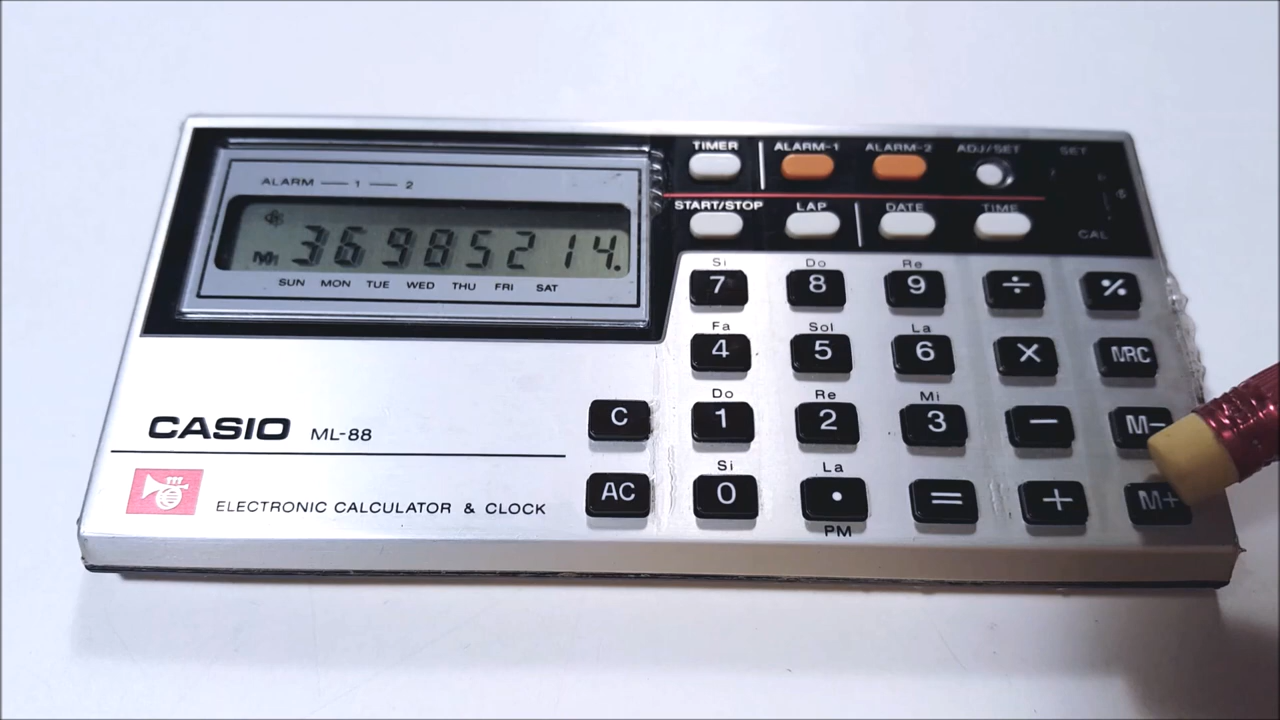 TIMER ALARM-1 ALARM-2 ADJ/SET SET
ALARM 1 2
START/STOP LAP DATE TIME
CAL
M 36985214.
SUN MON TUE WED THU FRI SAT
Si Do Re
7 8 9 ÷ %
Fa Sol La
4 5 6 × MRC
Do Re Mi
C 1 2 3 − M−
CASIO ML-88
Si La
AC 0 • = + M+
ELECTRONIC CALCULATOR & CLOCK
PM